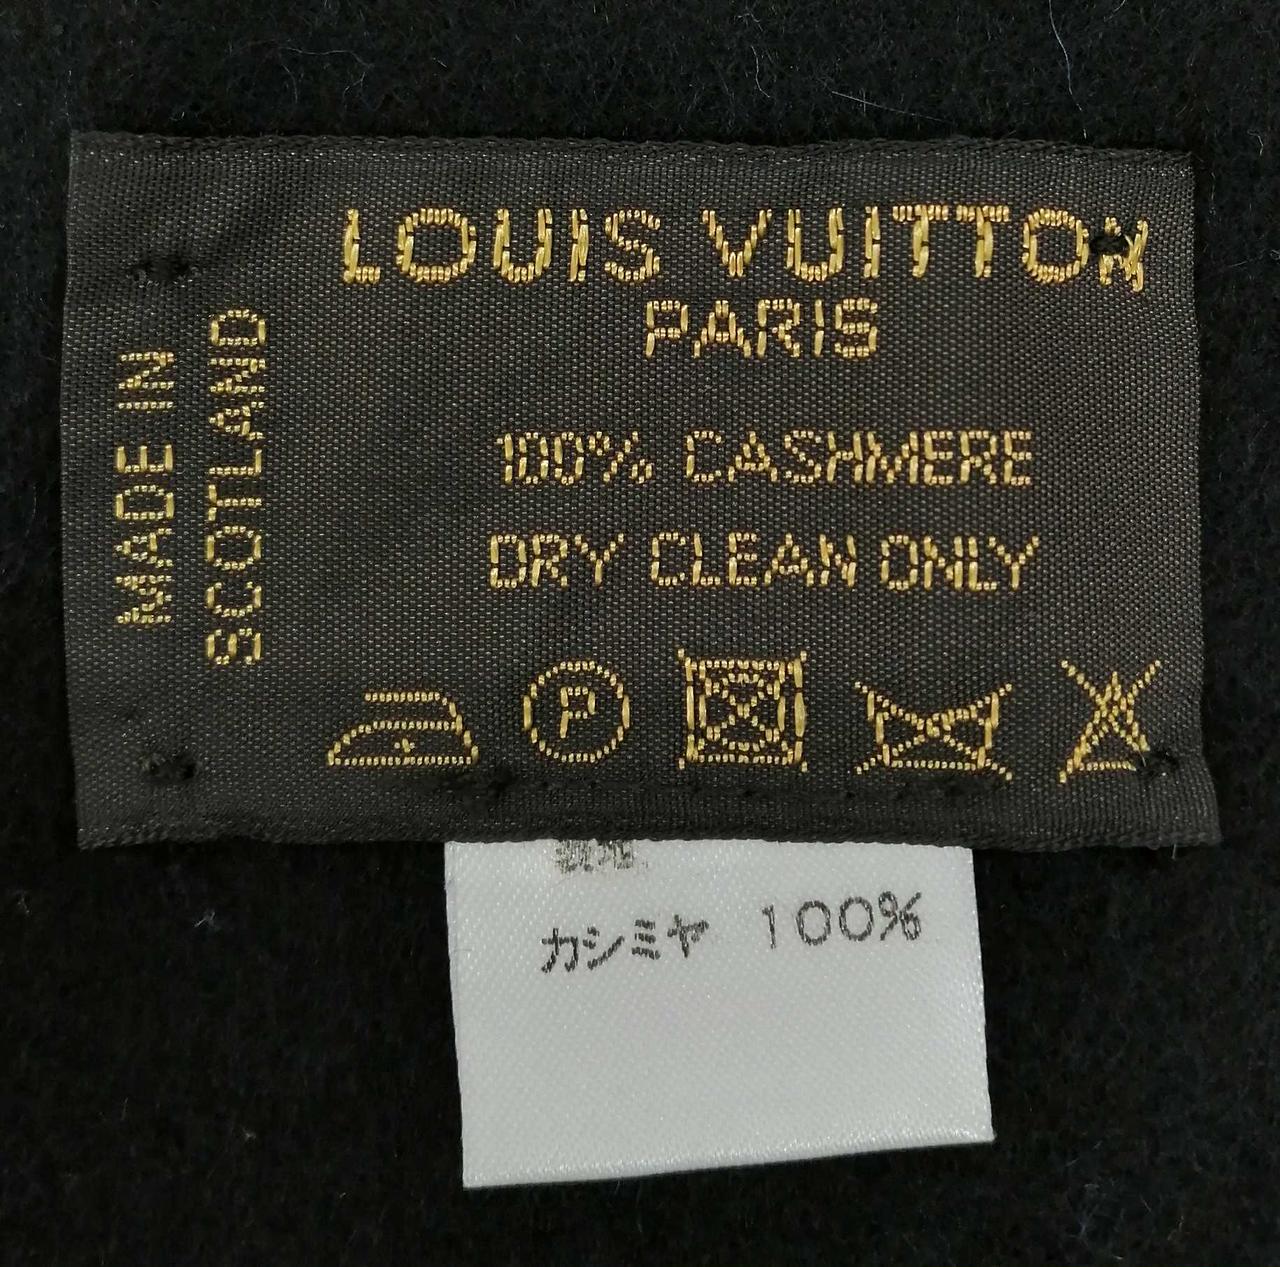 LOUIS VUITTON
PARIS
MADE IN
SCOTLAND
100% CASHMERE
DRY CLEAN ONLY
P
カシミヤ 100%